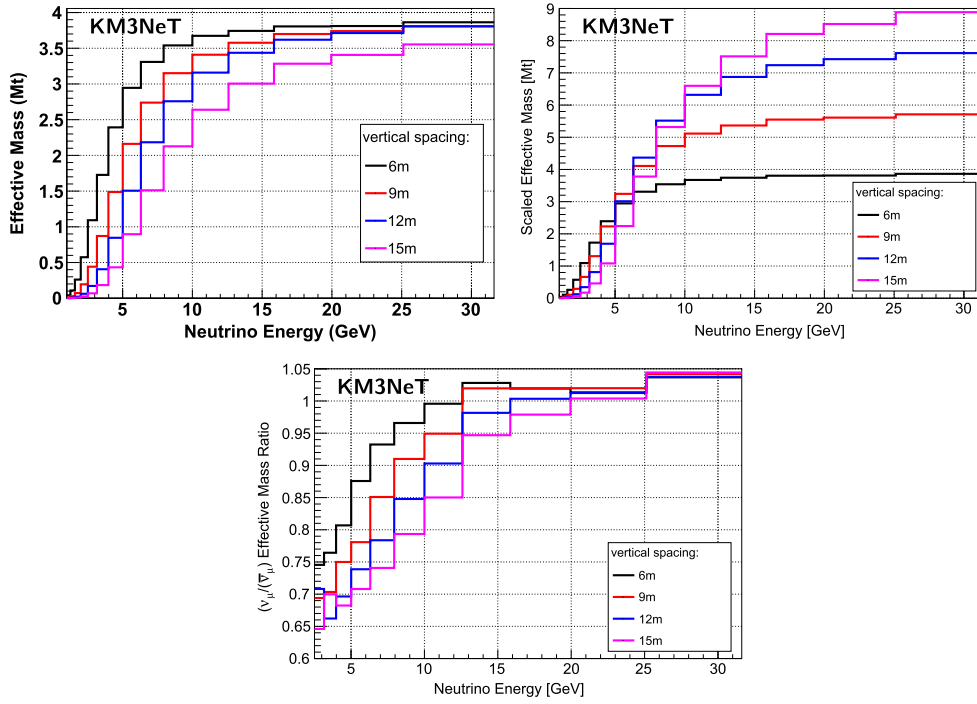 KM3NeT
Effective Mass (Mt)
4
3.5
3
2.5
2
1.5
1
0.5
0
vertical spacing:
6m
9m
12m
15m
5 10 15 20 25 30
Neutrino Energy (GeV)
KM3NeT
Scaled Effective Mass [Mt]
9
8
7
6
5
4
3
2
1
0
vertical spacing:
6m
9m
12m
15m
5 10 15 20 25 30
Neutrino Energy [GeV]
KM3NeT
(νμ/(ν̅μ) Effective Mass Ratio
1.05
1
0.95
0.9
0.85
0.8
0.75
0.7
0.65
0.6
vertical spacing:
6m
9m
12m
15m
5 10 15 20 25 30
Neutrino Energy [GeV]